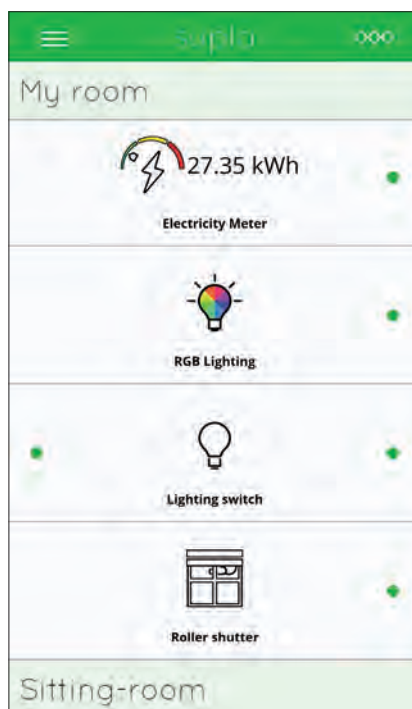 supla
My room
27.35 kWh
Electricity Meter
RGB Lighting
Lighting switch
Roller shutter
Sitting-room